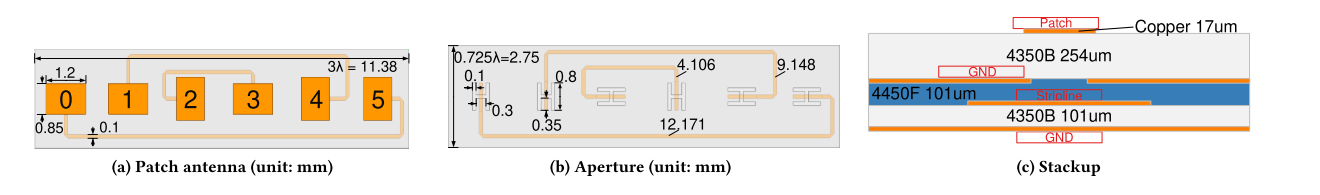 3λ = 11.38
1.2
0 1 2 3 4 5
0.85
0.1
(a) Patch antenna (unit: mm)
0.725λ=2.75
0.1
0.8
4.106
9.148
0.3
0.35
12.171
(b) Aperture (unit: mm)
Patch
Copper 17um
4350B 254um
GND
4450F 101um
Stripline
4350B 101um
GND
(c) Stackup